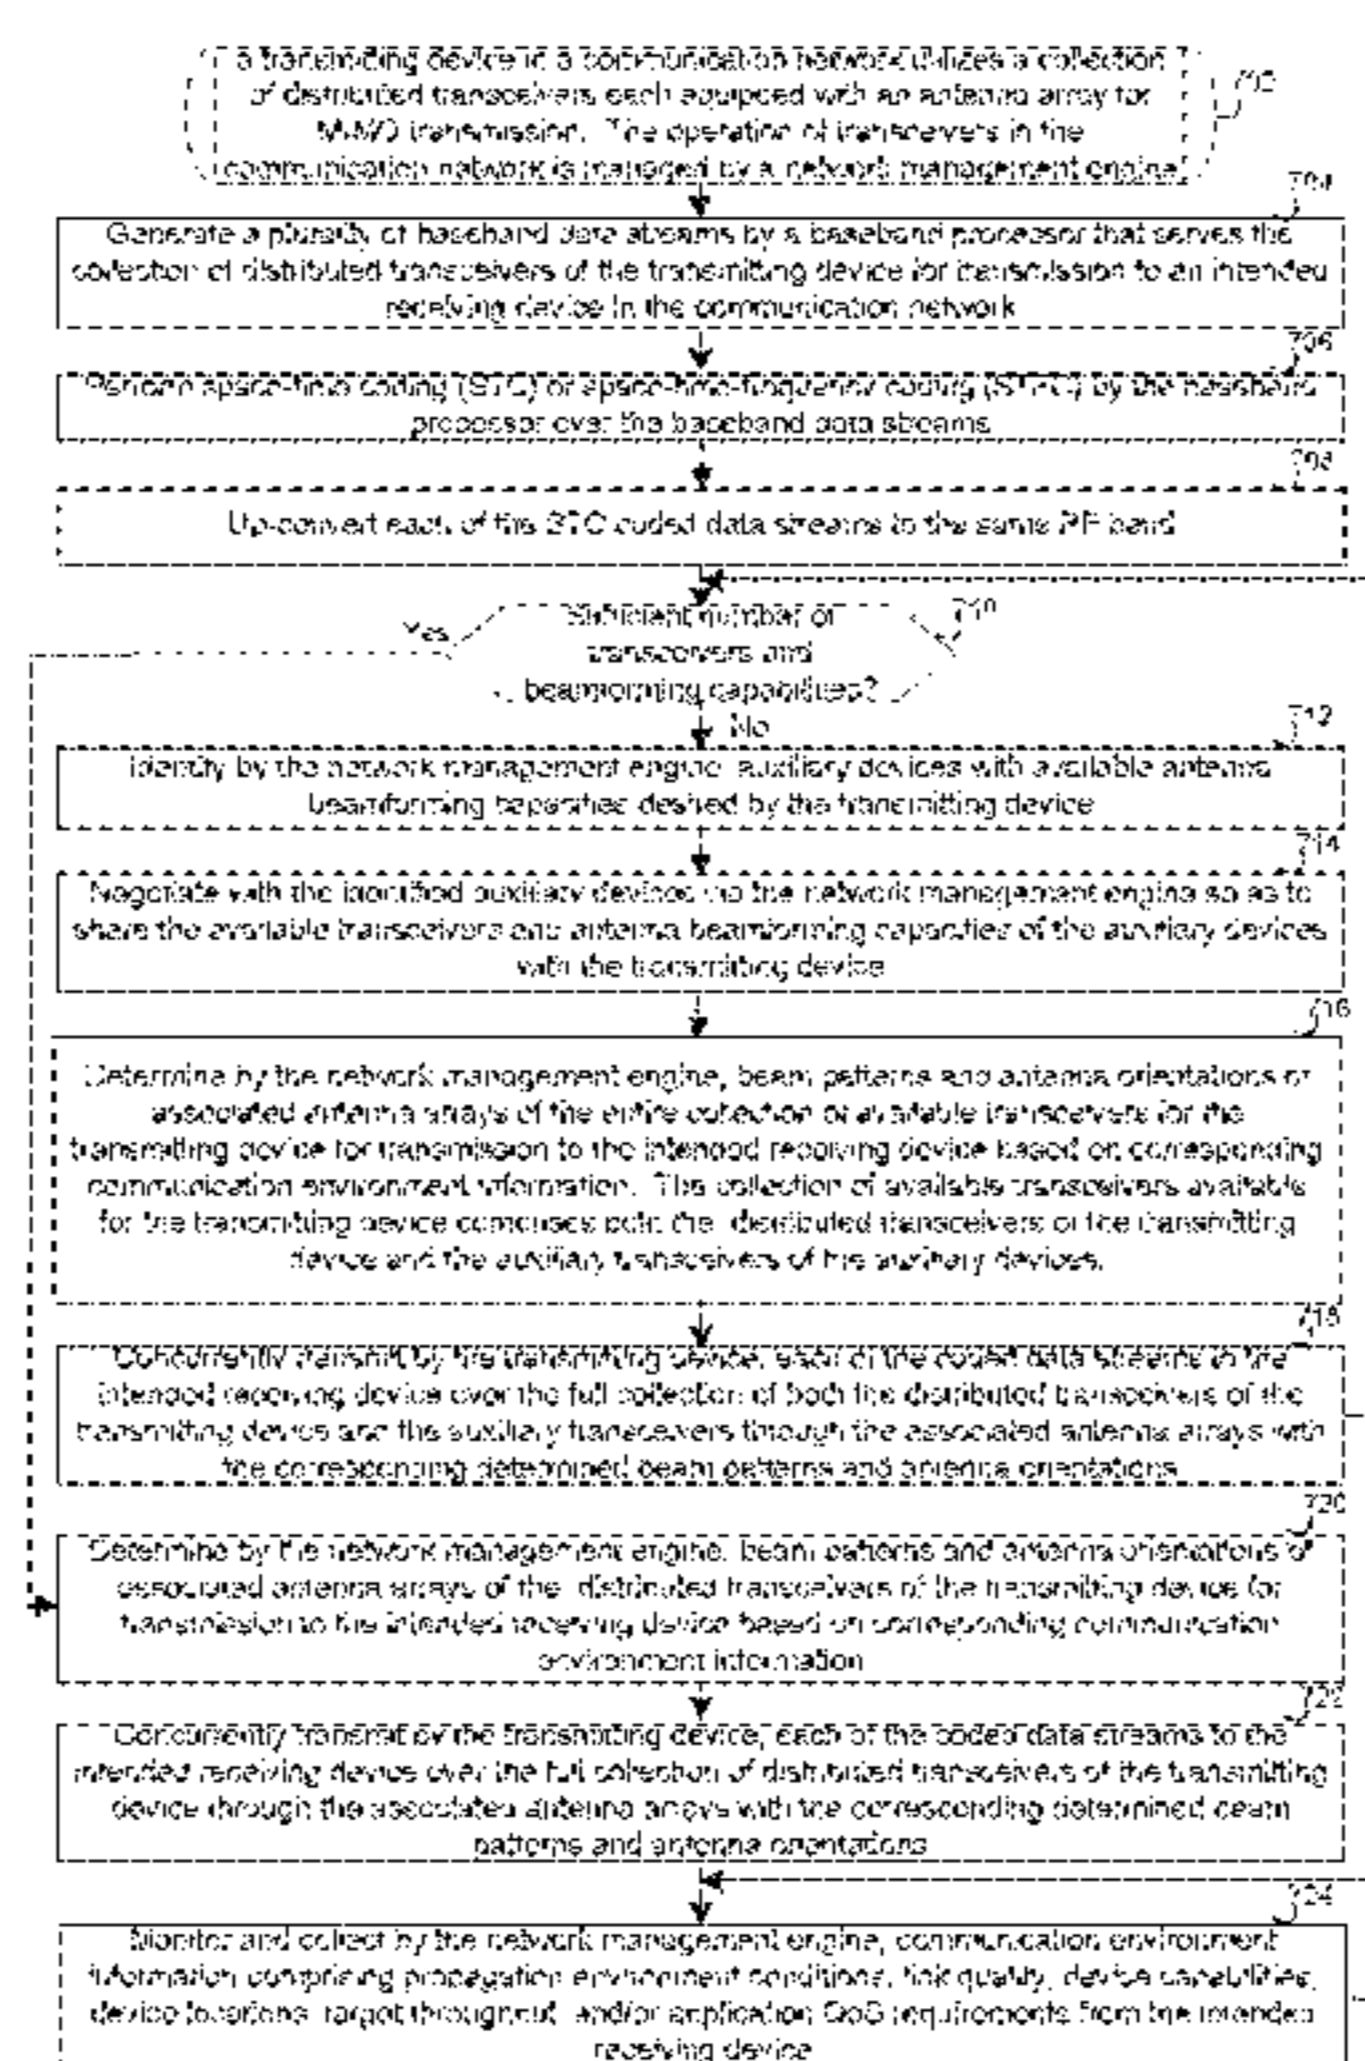 a transmitting device in a communication network utilizes a collection
of distributed transceivers each equipped with an antenna array for
MIMO transmission. The operation of transceivers in the
communication network is managed by a network management engine
702
704
Generate a plurality of baseband data streams by a baseband processor that serves the
collection of distributed transceivers of the transmitting device for transmission to an intended
receiving device in the communication network
706
Perform space-time coding (STC) or space-time-frequency coding (STFC) by the baseband
processor over the baseband data streams
708
Up-convert each of the STC coded data streams to the same RF band
710
Sufficient number of
transceivers and
beamforming capabilities?
Yes
No
712
Identify by the network management engine, auxiliary devices with available antenna
beamforming capacities desired by the transmitting device
714
Negotiate with the identified auxiliary devices via the network management engine so as to
share the available transceivers and antenna beamforming capacities of the auxiliary devices
with the transmitting device
716
Determine by the network management engine, beam patterns and antenna orientations of
associated antenna arrays of the entire collection of available transceivers for the
transmitting device for transmission to the intended receiving device based on corresponding
communication environment information. The collection of available transceivers available
for the transmitting device comprises both the distributed transceivers of the transmitting
device and the auxiliary transceivers of the auxiliary devices.
718
Concurrently transmit by the transmitting device, each of the coded data streams to the
intended receiving device over the full collection of both the distributed transceivers of the
transmitting device and the auxiliary transceivers through the associated antenna arrays with
the corresponding determined beam patterns and antenna orientations
720
Determine by the network management engine, beam patterns and antenna orientations of
associated antenna arrays of the distributed transceivers of the transmitting device for
transmission to the intended receiving device based on corresponding communication
environment information
722
Concurrently transmit by the transmitting device, each of the coded data streams to the
intended receiving device over the full collection of distributed transceivers of the transmitting
device through the associated antenna arrays with the corresponding determined beam
patterns and antenna orientations
724
Monitor and collect by the network management engine, communication environment
information comprising propagation environment conditions, link quality, device capabilities,
device locations, target throughput, and/or application QoS requirements from the intended
receiving device